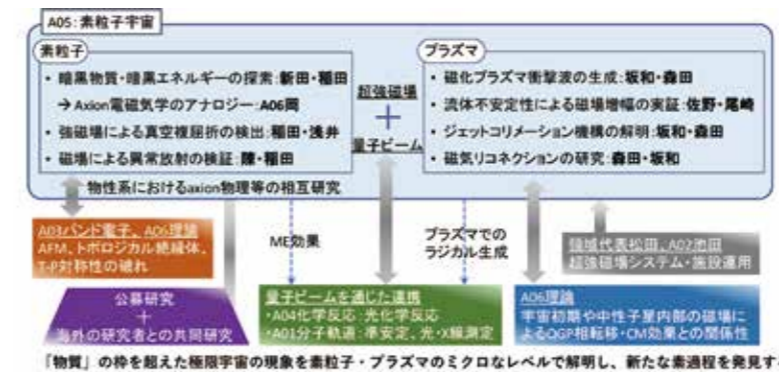 A05：素粒子宇宙
素粒子
・暗黒物質・暗黒エネルギーの探索：新田・稲田
→Axion電磁気学のアナロジー：A06岡
・強磁場による真空複屈折の検出：稲田・浅井
・磁場による異常放射の検証：陳・稲田
超強磁場
＋
量子ビーム
プラズマ
・磁化プラズマ衝撃波の生成：坂和・森田
・流体不安定性による磁場増幅の実証：佐野・尾崎
・ジェットコリメーション機構の解明：坂和・森田
・磁気リコネクションの研究：森田・坂和
物性系におけるaxion物理等の相互研究
A03バンド電子、A06理論
AFM、トポロジカル絶縁体、
T-P対称性の破れ
ME効果
プラズマでの
ラジカル生成
領域代表松田、A02池田
超強磁場システム・施設運用
公募研究
＋
海外の研究者との共同研究
量子ビームを通じた連携
・A04化学反応：光化学反応
・A01分子軌道：準安定、光・X線測定
A06理論
宇宙初期や中性子星内部の磁場
によるQGP相転移・CM効果との関係性
「物質」の枠を超えた極限宇宙の現象を素粒子・プラズマのミクロなレベルで解明し、新たな素過程を発見す